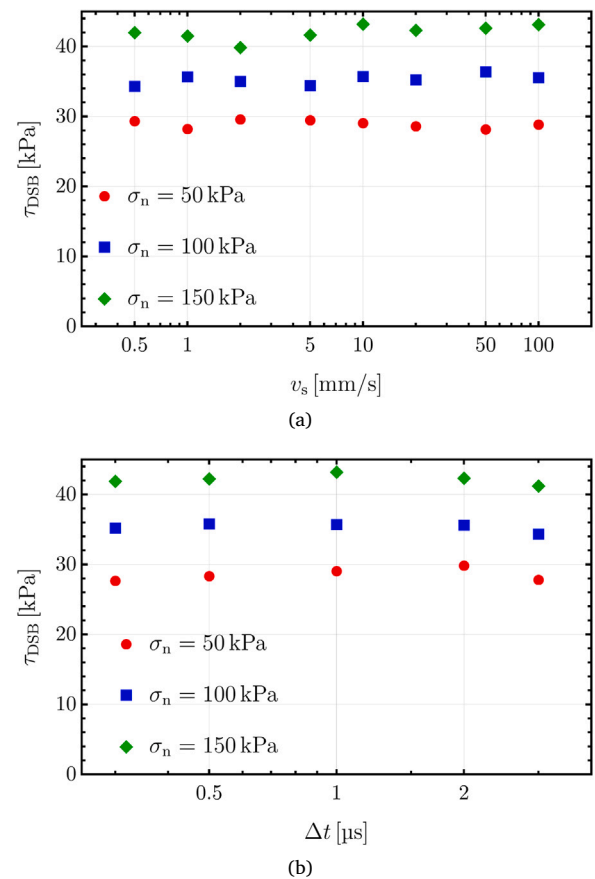 40
30
20
10
0
τDSB [kPa]
σn = 50 kPa
σn = 100 kPa
σn = 150 kPa
0.5 1 5 10 50 100
vs [mm/s]
(a)
40
30
20
10
0
τDSB [kPa]
σn = 50 kPa
σn = 100 kPa
σn = 150 kPa
0.5 1 2
Δt [µs]
(b)